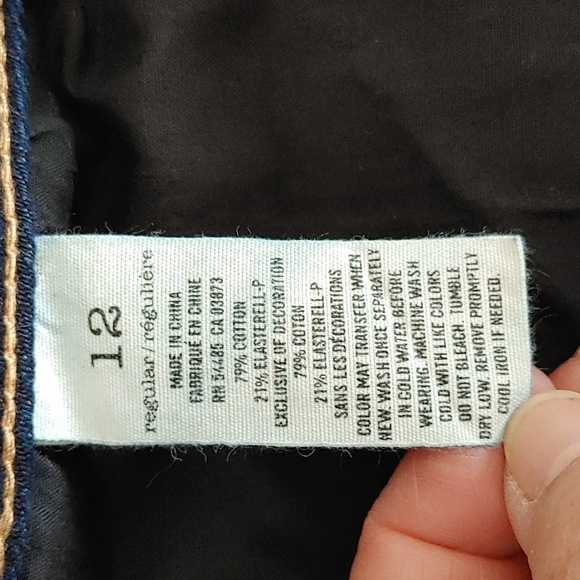 12
regular/régulière
MADE IN CHINA
FABRIQUÉ EN CHINE
RN 54485 CA 03873
79% COTTON
21% ELASTERELL-P
EXCLUSIVE OF DECORATION
79% COTON
21% ELASTERELL-P
SANS LES DÉCORATIONS
COLOR MAY TRANSFER WHEN
NEW. WASH ONCE SEPARATELY
IN COLD WATER BEFORE
WEARING. MACHINE WASH
COLD WITH LIKE COLORS
DO NOT BLEACH. TUMBLE
DRY LOW. REMOVE PROMPTLY
COOL IRON IF NEEDED.